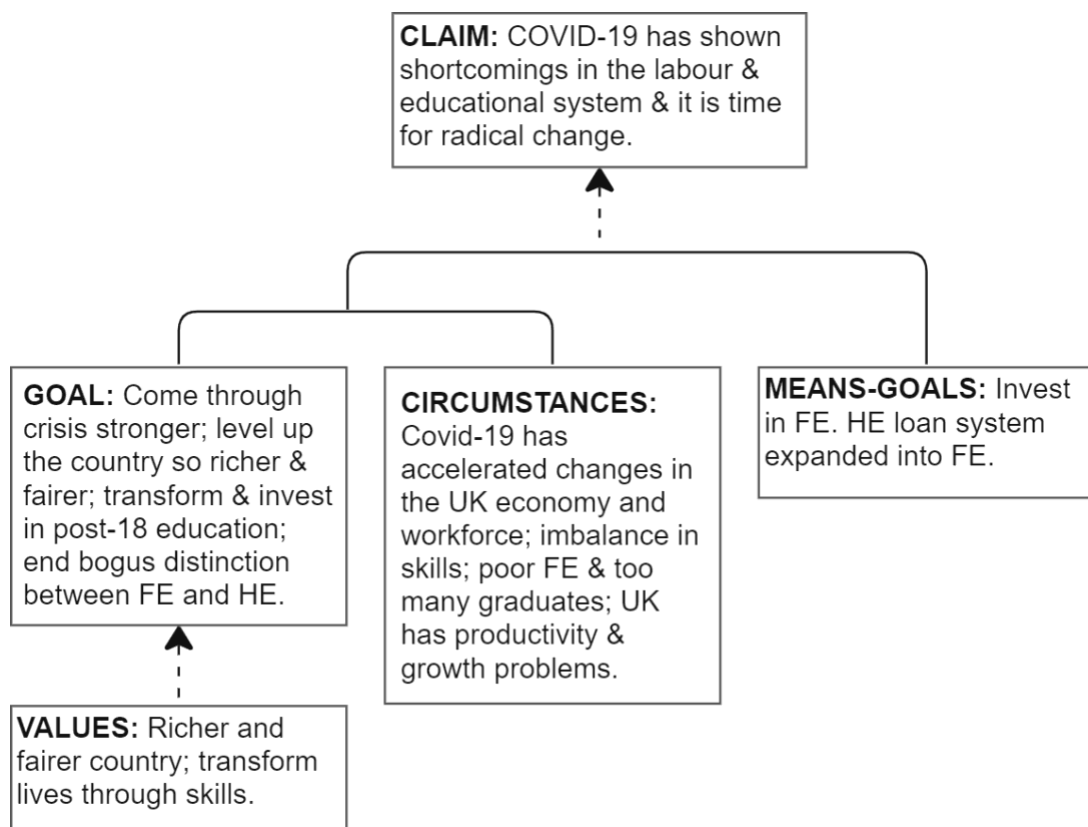 CLAIM: COVID-19 has shown
shortcomings in the labour &
educational system & it is time
for radical change.
GOAL: Come through
crisis stronger; level up
the country so richer &
fairer; transform & invest
in post-18 education;
end bogus distinction
between FE and HE.
CIRCUMSTANCES:
Covid-19 has
accelerated changes in
the UK economy and
workforce; imbalance in
skills; poor FE & too
many graduates; UK
has productivity &
growth problems.
MEANS-GOALS: Invest
in FE. HE loan system
expanded into FE.
VALUES: Richer and
fairer country; transform
lives through skills.